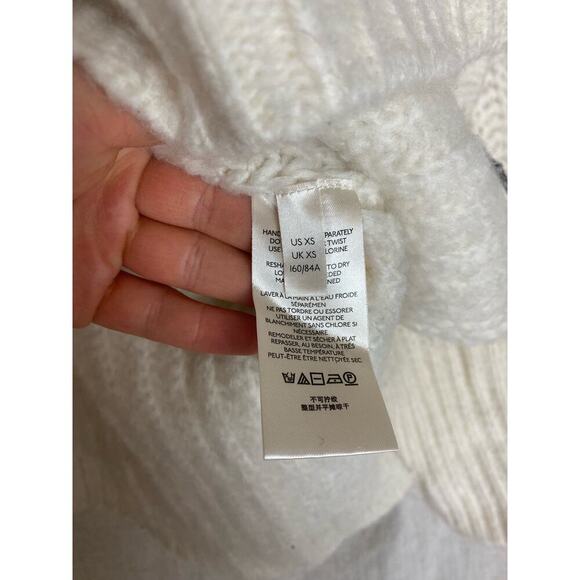 US XS
UK XS
160/84A
HAND PARATELY
DO TWIST
USE LORINE
RESHA TO DRY
LO EDED
MA NED
LAVER À LA MAIN À L'EAU FROIDE
SÉPARÉMEN
NE PAS TORDRE OU ESSORER
UTILISER UN AGENT DE
BLANCHIMENT SANS CHLORE SI
NÉCESSAIRE
REMODELER ET SÉCHER À PLAT
REPASSER, AU BESOIN, À TRÈS
BASSE TEMPÉRATURE
PEUT-ÊTRE ÊTRE NETTOYÉE SEC
不可拧绞
整型并平摊晾干